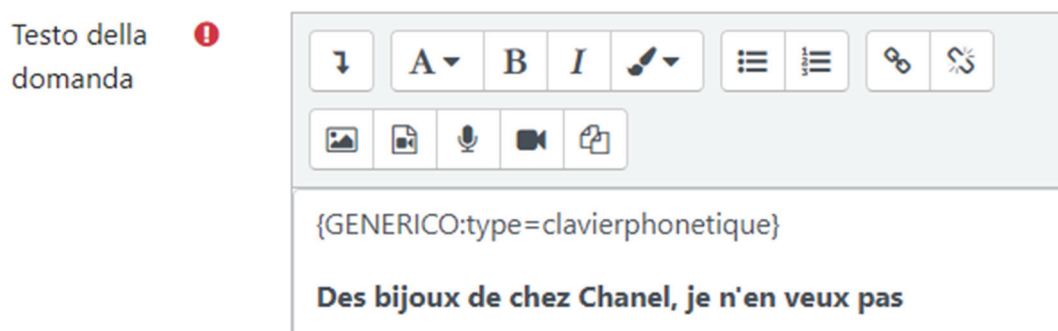 Testo della
domanda
{GENERICO:type=clavierphonetique}
Des bijoux de chez Chanel, je n'en veux pas